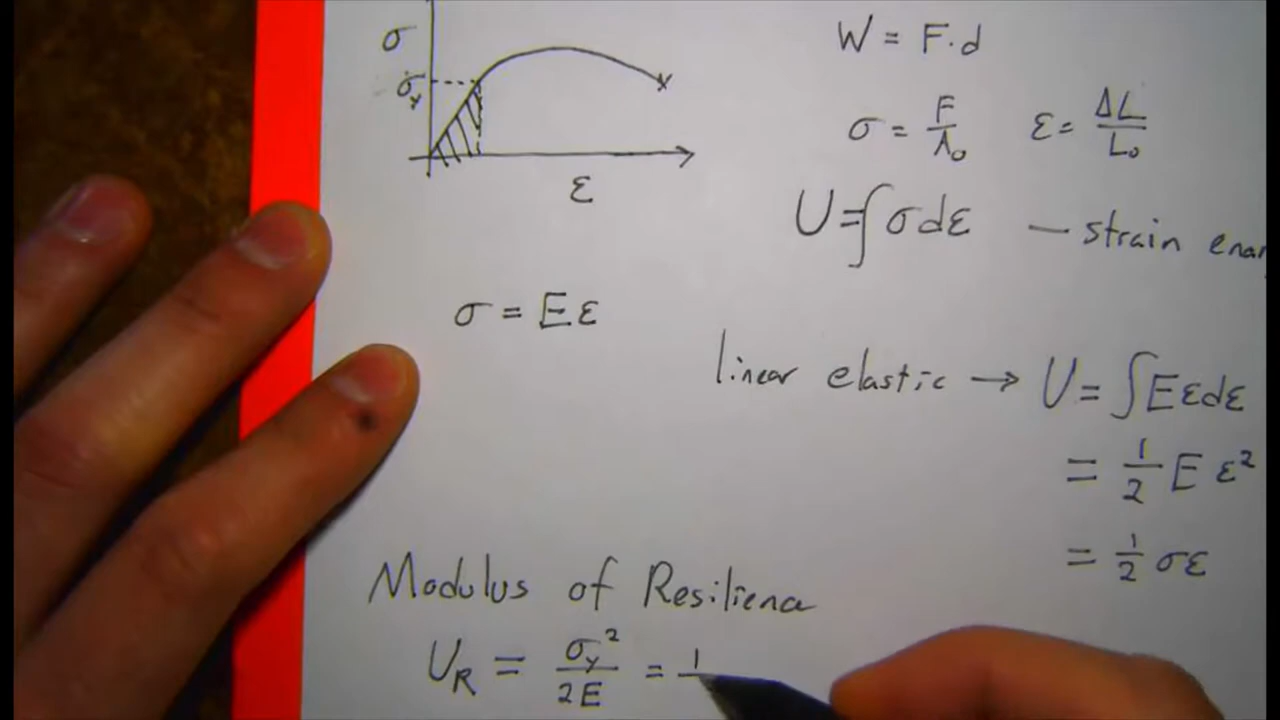 σ
σy
ε
W = F·d
σ = F/A₀ ε = ΔL/L₀
U = ∫σdε — strain ener
σ = Eε
linear elastic → U = ∫Eεdε
= 1/2 E ε²
= 1/2 σε
Modulus of Resilience
U_R = σy²/2E = 1